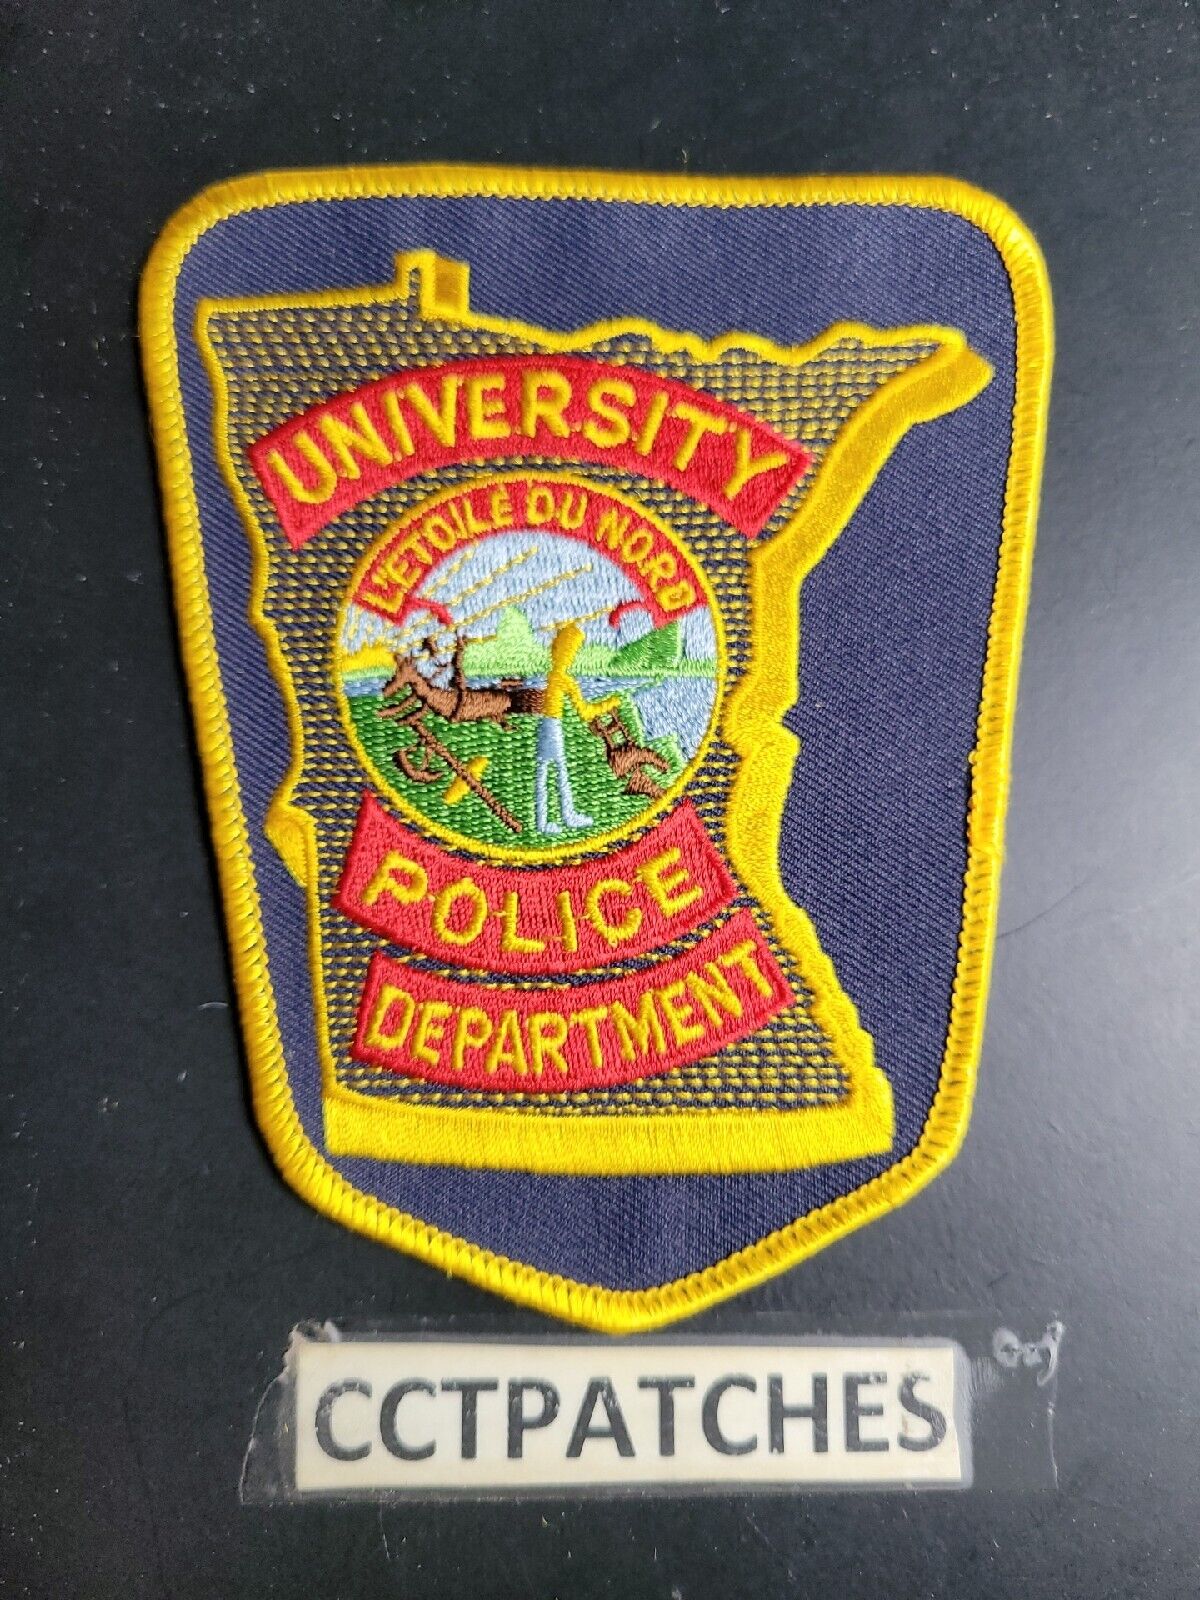 UNIVERSITY
L'ETOILE DU NORD
POLICE
DEPARTMENT
CCTPATCHES